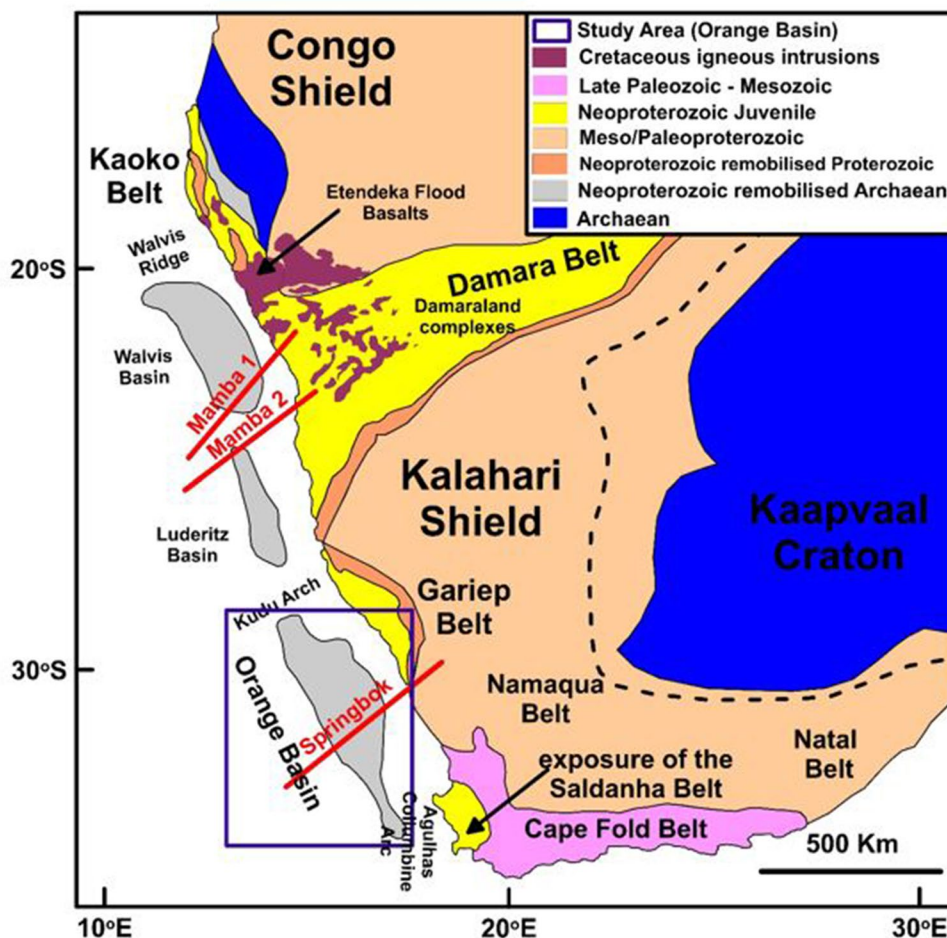 Congo
Shield
Study Area (Orange Basin)
Cretaceous igneous intrusions
Late Paleozoic - Mesozoic
Neoproterozoic Juvenile
Meso/Paleoproterozoic
Neoproterozoic remobilised Proterozoic
Neoproterozoic remobilised Archaean
Archaean
Kaoko
Belt
Etendeka Flood
Basalts
Walvis
Ridge
20°S
Damara Belt
Damaraland
complexes
Walvis
Basin
Mamba 1
Mamba 2
Kalahari
Shield
Kaapvaal
Craton
Luderitz
Basin
Kudu Arch
Gariep
Belt
30°S
Orange Basin
Springbok
Namaqua
Belt
Natal
Belt
exposure of the
Saldanha Belt
Cape Fold Belt
Agulhas
Collumbine
Arc
500 Km
10°E
20°E
30°E